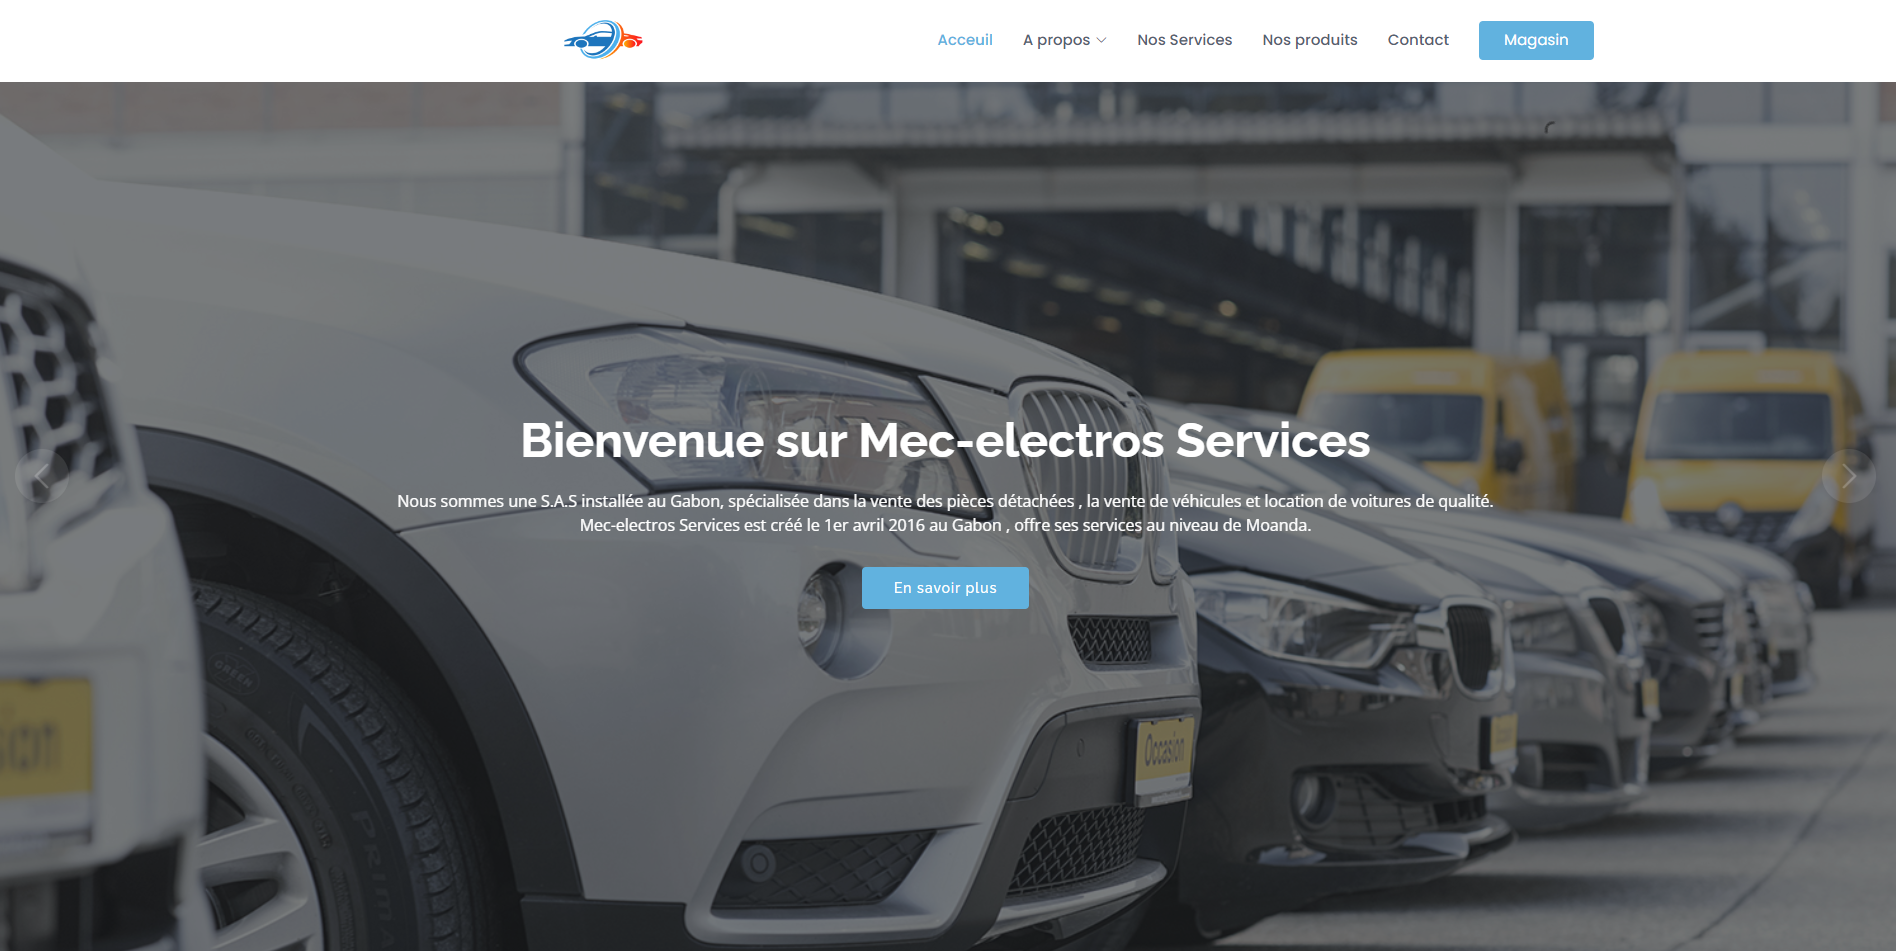 Acceuil
A propos
Nos Services
Nos produits
Contact
Magasin
Bienvenue sur Mec-electros Services
Nous sommes une S.A.S installée au Gabon, spécialisée dans la vente des pièces détachées , la vente de véhicules et location de voitures de qualité.
Mec-electros Services est créé le 1er avril 2016 au Gabon , offre ses services au niveau de Moanda.
En savoir plus
Occasion